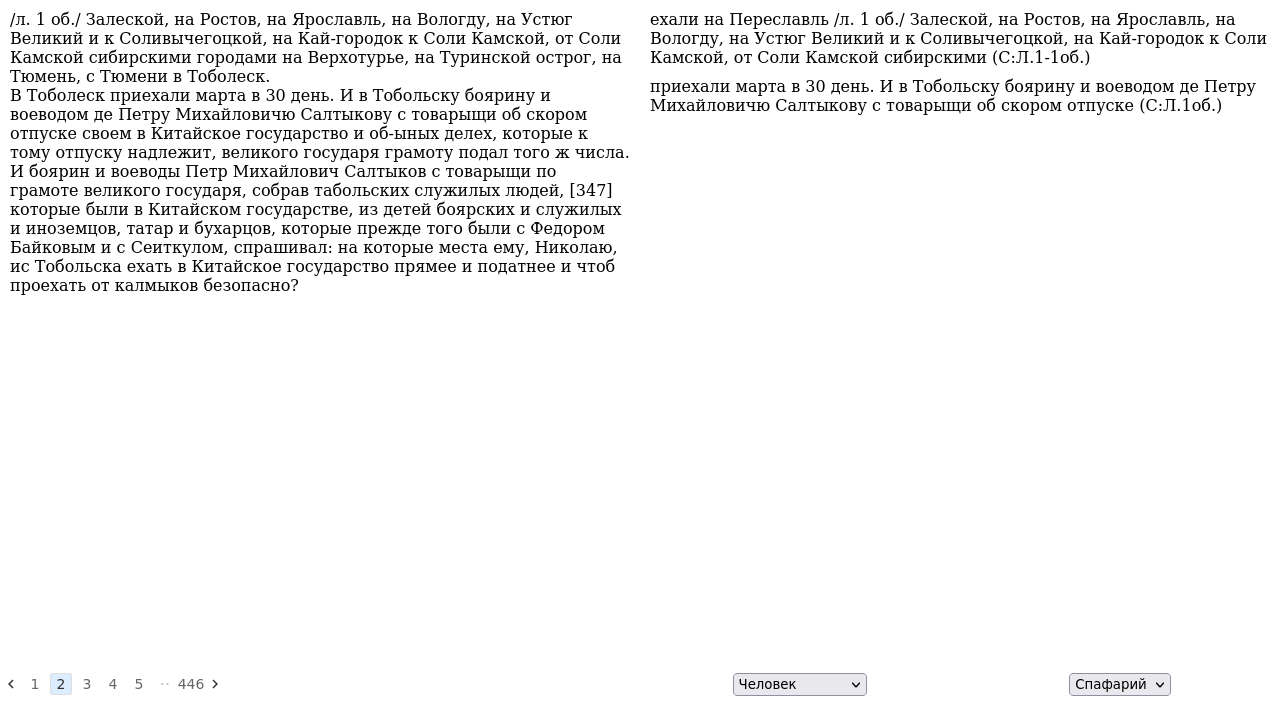 /л. 1 об./ Залеской, на Ростов, на Ярославль, на Вологду, на Устюг
Великий и к Соливычегоцкой, на Кай-городок к Соли Камской, от Соли
Камской сибирскими городами на Верхотурье, на Туринской острог, на
Тюмень, с Тюмени в Тоболеск.
В Тоболеск приехали марта в 30 день. И в Тобольску боярину и
воеводом де Петру Михайловичю Салтыкову с товарыщи об скором
отпуске своем в Китайское государство и об-ыных делех, которые к
тому отпуску надлежит, великого государя грамоту подал того ж числа.
И боярин и воеводы Петр Михайлович Салтыков с товарыщи по
грамоте великого государя, собрав табольских служилых людей, [347]
которые были в Китайском государстве, из детей боярских и служилых
и иноземцов, татар и бухарцов, которые прежде того были с Федором
Байковым и с Сеиткулом, спрашивал: на которые места ему, Николаю,
ис Тобольска ехать в Китайское государство прямее и податнее и чтоб
проехать от калмыков безопасно?
ехали на Переславль /л. 1 об./ Залеской, на Ростов, на Ярославль, на
Вологду, на Устюг Великий и к Соливычегоцкой, на Кай-городок к Соли
Камской, от Соли Камской сибирскими (С:Л.1-1об.)
приехали марта в 30 день. И в Тобольску боярину и воеводом де Петру
Михайловичю Салтыкову с товарыщи об скором отпуске (С:Л.1об.)
1 2 3 4 5 ·· 446
Человек
Спафарий